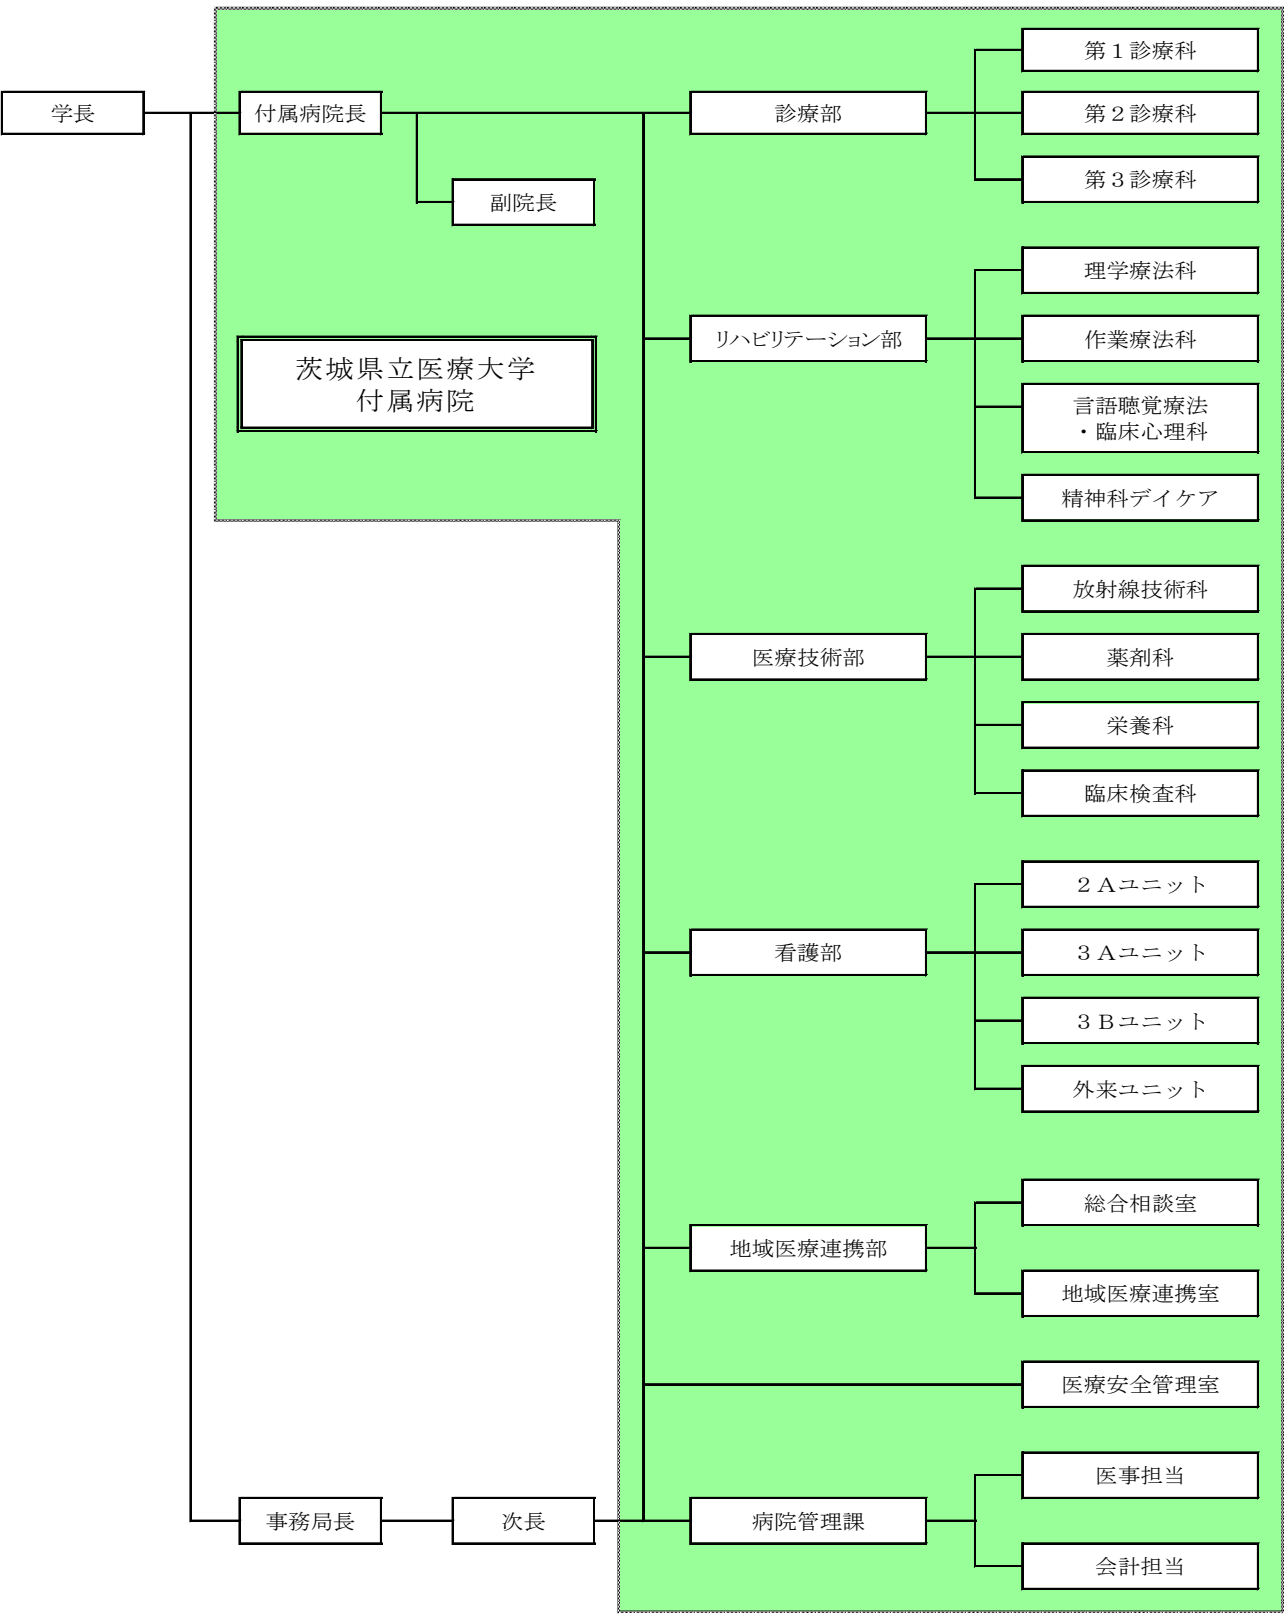 学長
付属病院長
副院長
茨城県立医療大学
付属病院
診療部
第１診療科
第２診療科
第３診療科
リハビリテーション部
理学療法科
作業療法科
言語聴覚療法
・臨床心理科
精神科デイケア
医療技術部
放射線技術科
薬剤科
栄養科
臨床検査科
看護部
２Ａユニット
３Ａユニット
３Ｂユニット
外来ユニット
地域医療連携部
総合相談室
地域医療連携室
医療安全管理室
事務局長
次長
病院管理課
医事担当
会計担当